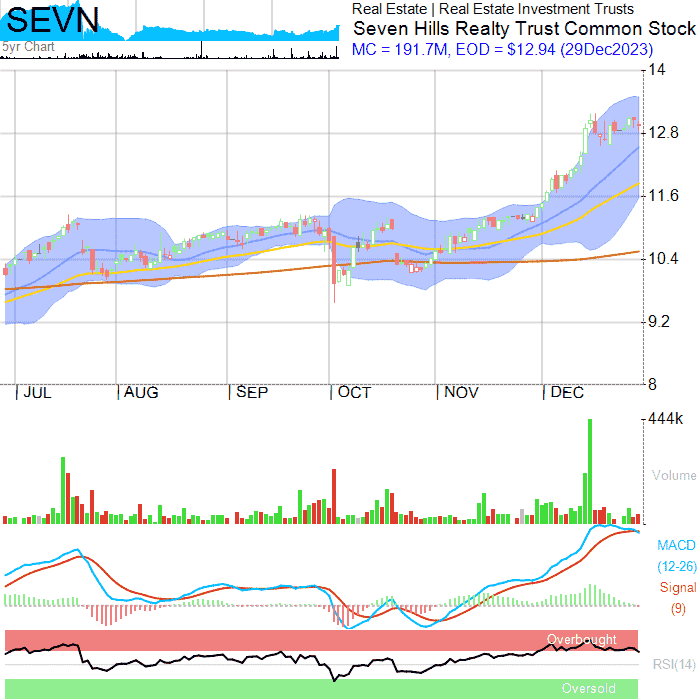 SEVN
Real Estate | Real Estate Investment Trusts
Seven Hills Realty Trust Common Stock
MC = 191.7M, EOD = $12.94 (29Dec2023)
5yr Chart
14
12.8
11.6
10.4
9.2
8
JUL AUG SEP OCT NOV DEC
444k
Volume
MACD
(12-26)
Signal
(9)
Overbought
RSI(14)
Oversold